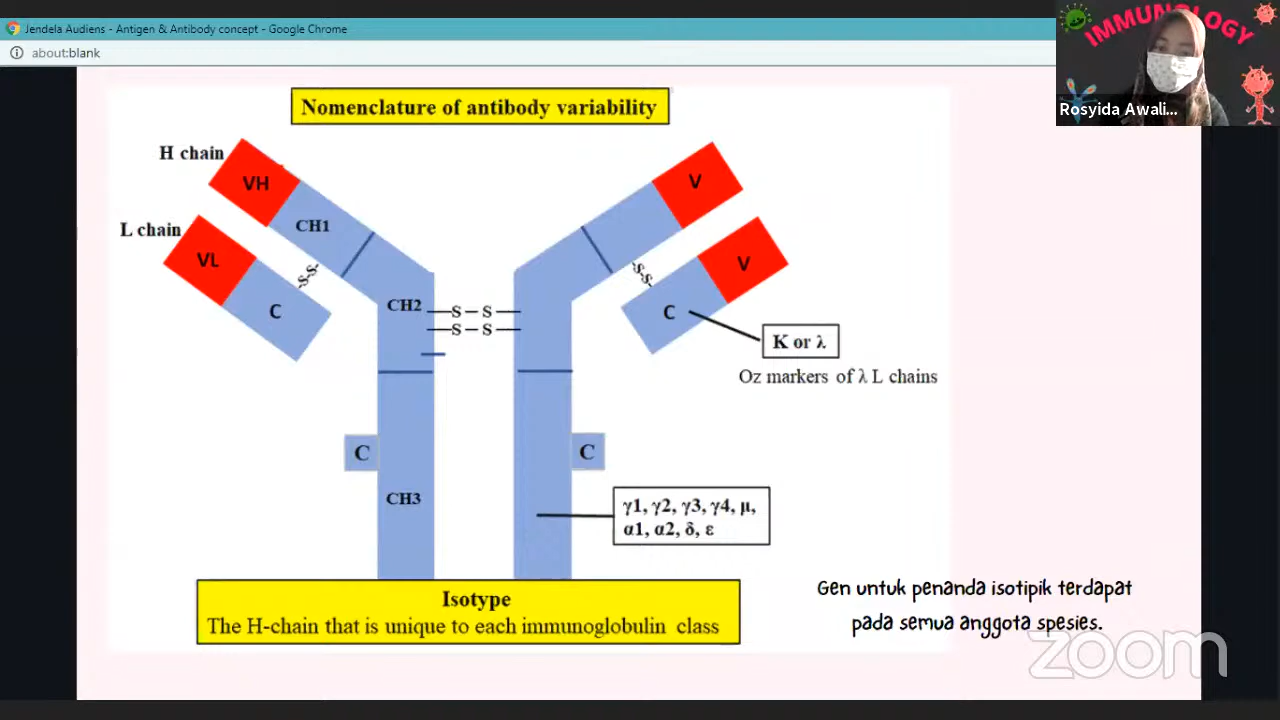 Jendela Audiens - Antigen & Antibody concept - Google Chrome
about:blank
IMMUNOLOGY
Rosyida Awali...
Nomenclature of antibody variability
H chain
VH
V
CH1
L chain
VL
V
S-S
S-S
C
CH2
S – S
S – S
C
K or λ
Oz markers of λ L chains
C
C
CH3
γ1, γ2, γ3, γ4, μ,
α1, α2, δ, ε
Isotype
The H-chain that is unique to each immunoglobulin class
Gen untuk penanda isotipik terdapat
pada semua anggota spesies.
zoom